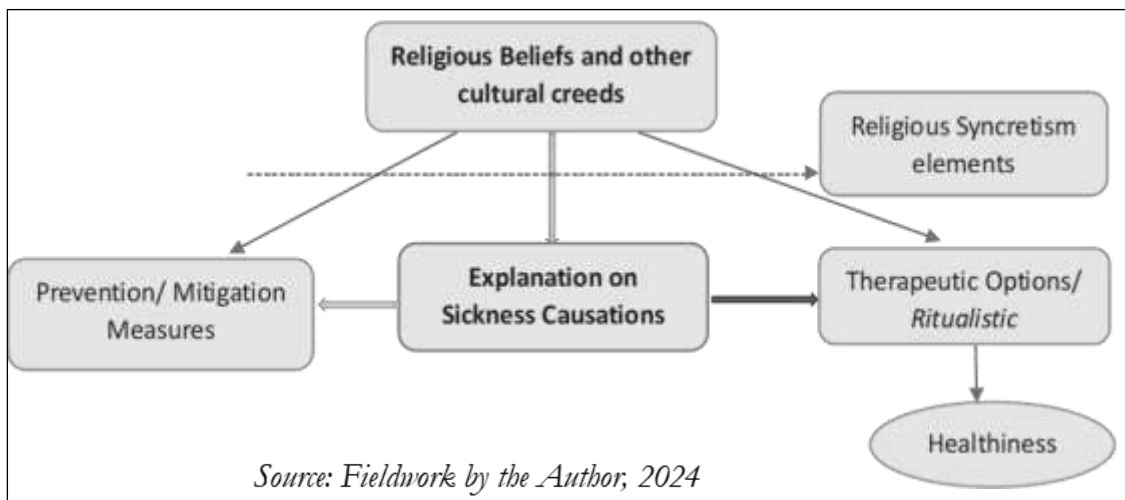 Religious Beliefs and other
cultural creeds
Religious Syncretism
elements
Prevention/ Mitigation
Measures
Explanation on
Sickness Causations
Therapeutic Options/
Ritualistic
Healthiness
Source: Fieldwork by the Author, 2024